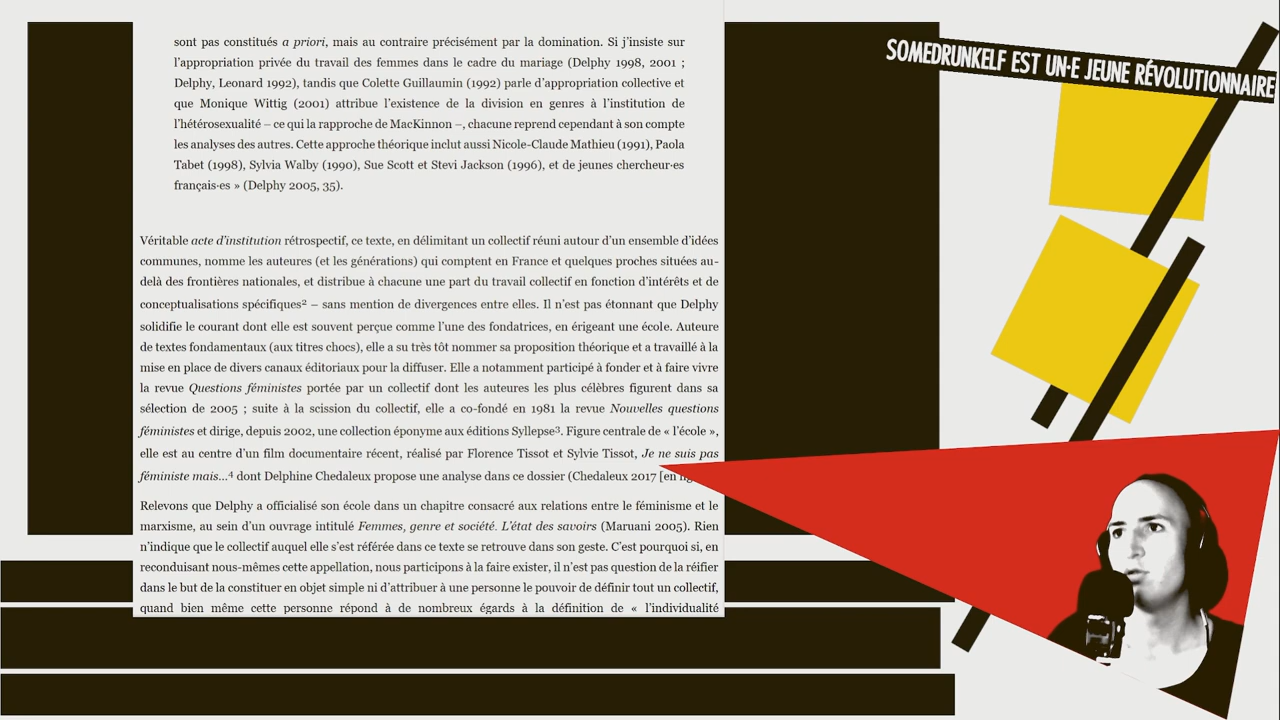 sont pas constitués a priori, mais au contraire précisément par la domination. Si j’insiste sur
l’appropriation privée du travail des femmes dans le cadre du mariage (Delphy 1998, 2001 ;
Delphy, Leonard 1992), tandis que Colette Guillaumin (1992) parle d’appropriation collective et
que Monique Wittig (2001) attribue l’existence de la division en genres à l’institution de
l’hétérosexualité – ce qui la rapproche de MacKinnon –, chacune reprend cependant à son compte
les analyses des autres. Cette approche théorique inclut aussi Nicole-Claude Mathieu (1991), Paola
Tabet (1998), Sylvia Walby (1990), Sue Scott et Stevi Jackson (1996), et de jeunes chercheur·es
français·es » (Delphy 2005, 35).
Véritable acte d’institution rétrospectif, ce texte, en délimitant un collectif réuni autour d’un ensemble d’idées
communes, nomme les auteures (et les générations) qui comptent en France et quelques proches situées au-
delà des frontières nationales, et distribue à chacune une part du travail collectif en fonction d’intérêts et de
conceptualisations spécifiques² – sans mention de divergences entre elles. Il n’est pas étonnant que Delphy
solidifie le courant dont elle est souvent perçue comme l’une des fondatrices, en érigeant une école. Auteure
de textes fondamentaux (aux titres chocs), elle a su très tôt nommer sa proposition théorique et a travaillé à la
mise en place de divers canaux éditoriaux pour la diffuser. Elle a notamment participé à fonder et à faire vivre
la revue Questions féministes portée par un collectif dont les auteures les plus célèbres figurent dans sa
sélection de 2005 ; suite à la scission du collectif, elle a co-fondé en 1981 la revue Nouvelles questions
féministes et dirige, depuis 2002, une collection éponyme aux éditions Syllepse³. Figure centrale de « l’école »,
elle est au centre d’un film documentaire récent, réalisé par Florence Tissot et Sylvie Tissot, Je ne suis pas
féministe mais…⁴ dont Delphine Chedaleux propose une analyse dans ce dossier (Chedaleux 2017 [en
Relevons que Delphy a officialisé son école dans un chapitre consacré aux relations entre le féminisme et le
marxisme, au sein d’un ouvrage intitulé Femmes, genre et société. L’état des savoirs (Maruani 2005). Rien
n’indique que le collectif auquel elle s’est référée dans ce texte se retrouve dans son geste. C’est pourquoi si, en
reconduisant nous-mêmes cette appellation, nous participons à la faire exister, il n’est pas question de la réifier
dans le but de la constituer en objet simple ni d’attribuer à une personne le pouvoir de définir tout un collectif,
quand bien même cette personne répond à de nombreux égards à la définition de « l’individualité
SOMEDRUNKELF EST UN·E JEUNE RÉVOLUTIONNAIRE